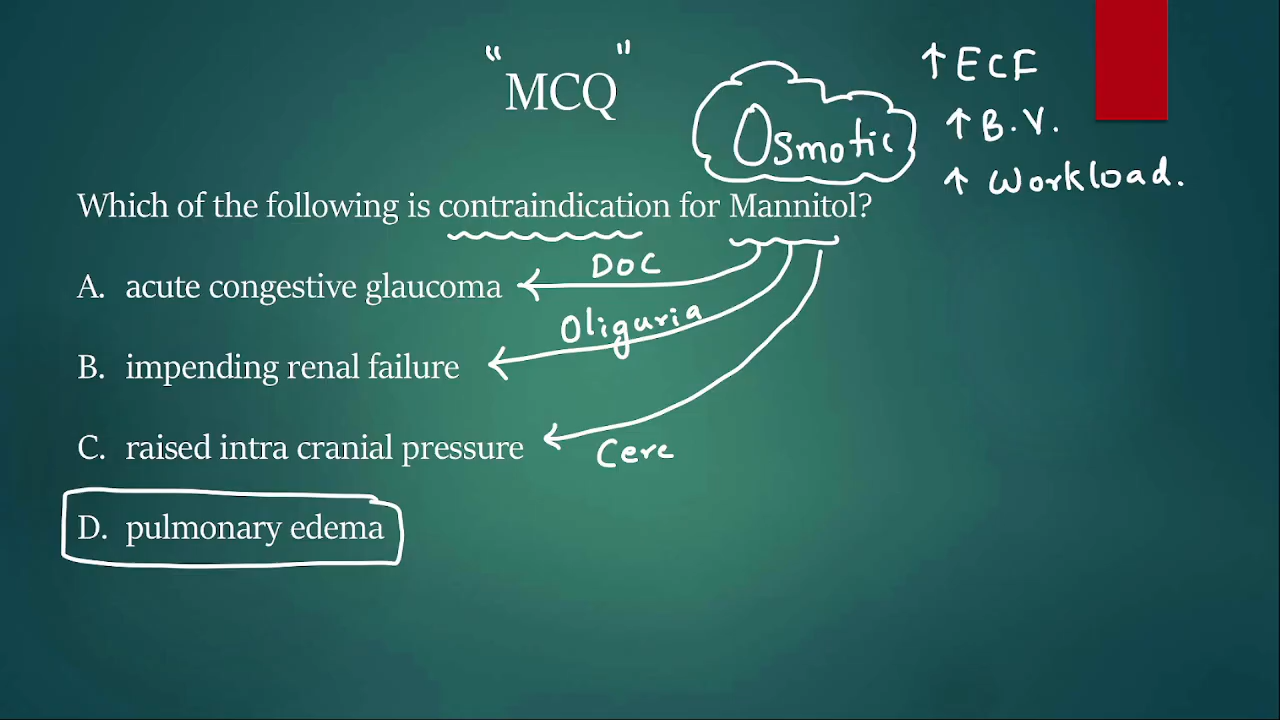 "MCQ"
Osmotic
↑ ECF
↑ B.V.
↑ Workload.
Which of the following is contraindication for Mannitol?
A. acute congestive glaucoma
DOC
Oliguria
B. impending renal failure
C. raised intra cranial pressure
Cere
D. pulmonary edema